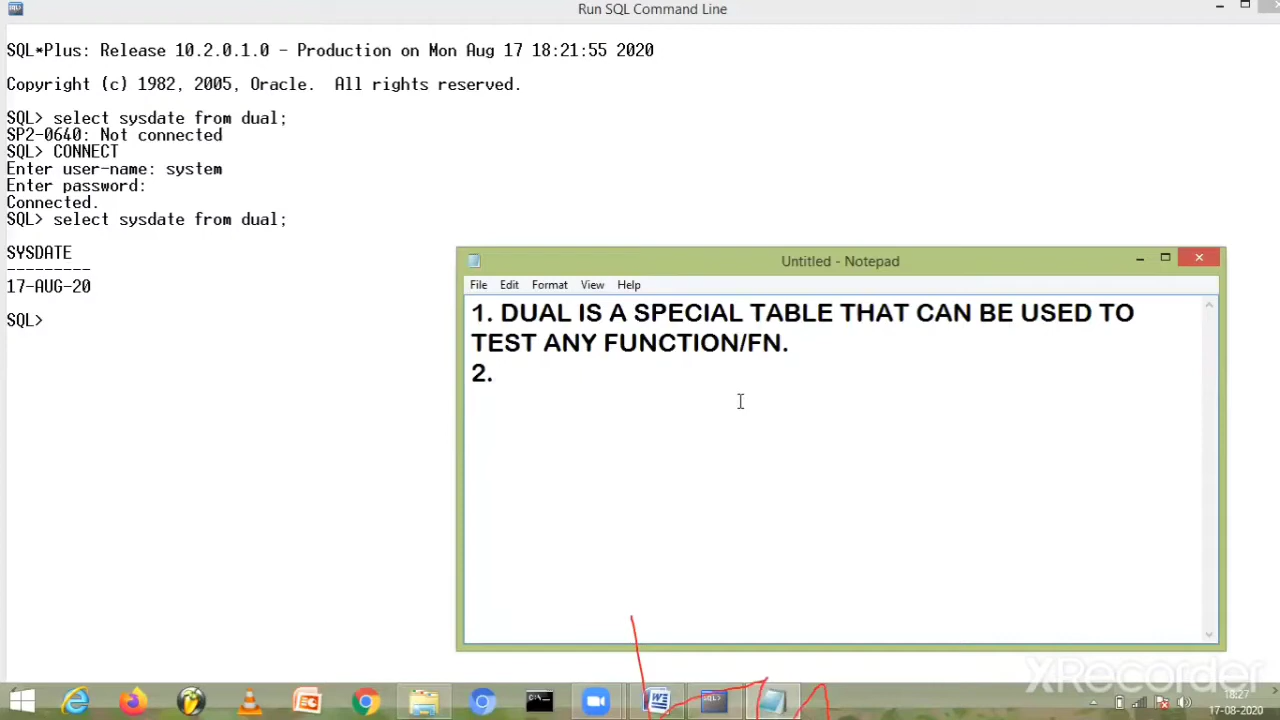 Run SQL Command Line
SQL*Plus: Release 10.2.0.1.0 - Production on Mon Aug 17 18:21:55 2020
Copyright (c) 1982, 2005, Oracle.  All rights reserved.
SQL> select sysdate from dual;
SP2-0640: Not connected
SQL> CONNECT
Enter user-name: system
Enter password:
Connected.
SQL> select sysdate from dual;
SYSDATE
---------
17-AUG-20
SQL>
Untitled - Notepad
File Edit Format View Help
1. DUAL IS A SPECIAL TABLE THAT CAN BE USED TO
TEST ANY FUNCTION/FN.
2.
XRecorder
18:27
17-08-2020